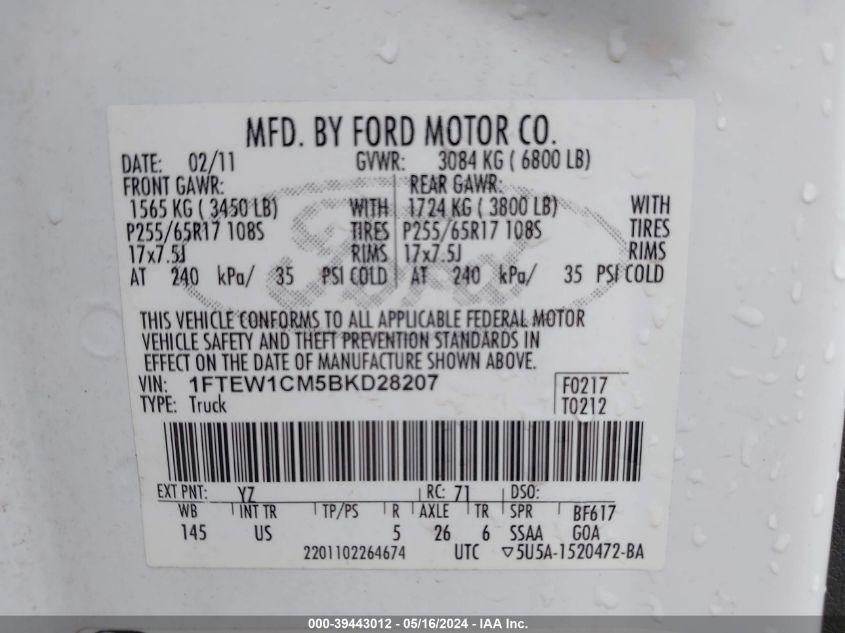 MFD. BY FORD MOTOR CO.
DATE: 02/11 GVWR: 3084 KG ( 6800 LB)
FRONT GAWR: REAR GAWR:
1565 KG ( 3450 LB) WITH 1724 KG ( 3800 LB) WITH
P255/65R17 108S TIRES P255/65R17 108S TIRES
17x7.5J RIMS 17x7.5J RIMS
AT 240 kPa/ 35 PSI COLD AT 240 kPa/ 35 PSI COLD
THIS VEHICLE CONFORMS TO ALL APPLICABLE FEDERAL MOTOR
VEHICLE SAFETY AND THEFT PREVENTION STANDARDS IN
EFFECT ON THE DATE OF MANUFACTURE SHOWN ABOVE.
VIN: 1FTEW1CM5BKD28207 F0217
TYPE: Truck T0212
EXT PNT: YZ RC: 71 DSO:
WB INT TR TP/PS R AXLE TR SPR BF617
145 US 5 26 6 SSAA GOA
2201102264674 UTC ▽5U5A-1520472-BA
000-39443012 - 05/16/2024 - IAA Inc.